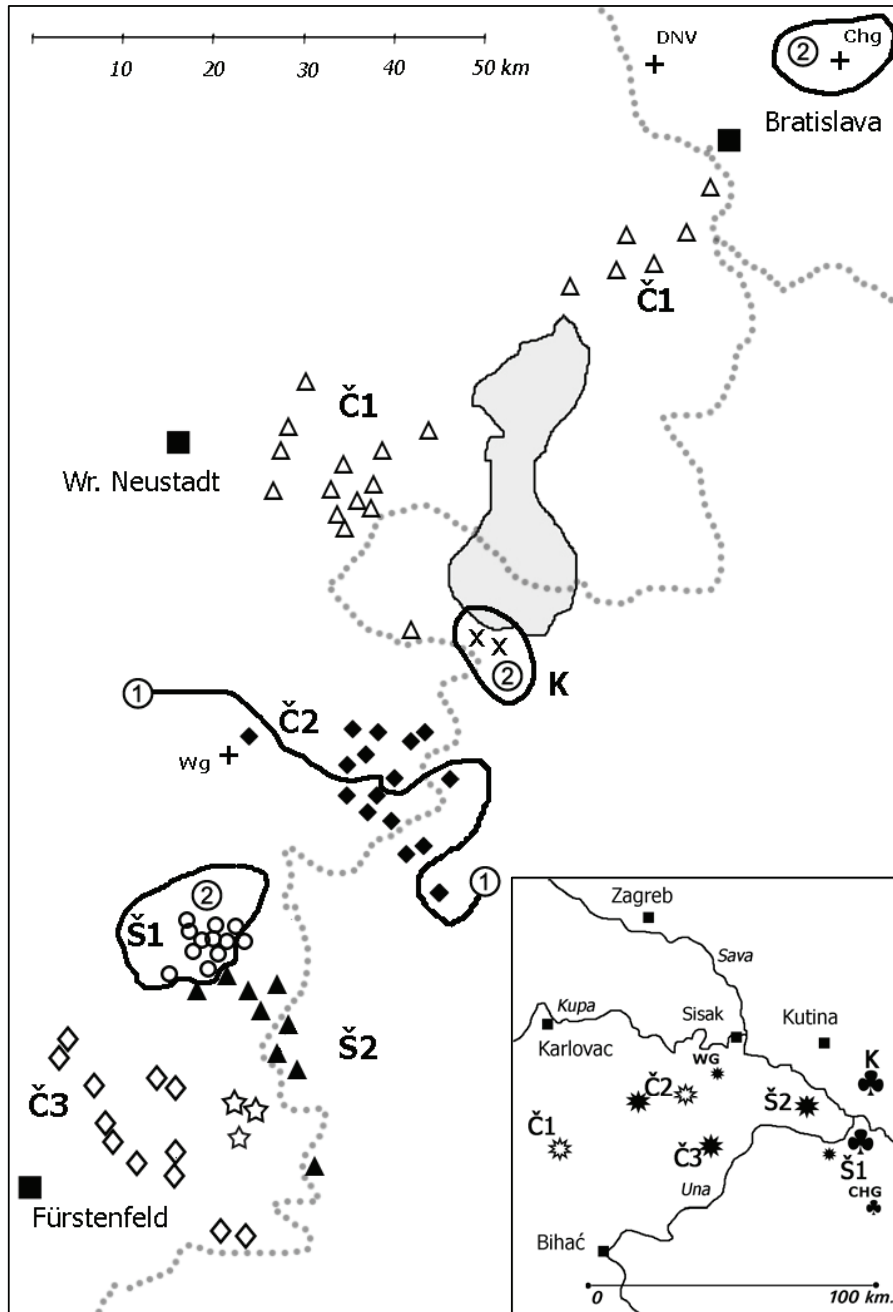 10 20 30 40 50 km
DNV
② Chg
Bratislava
Č1
Č1
Wr. Neustadt
x x
②
K
①
Č2
Wg
①
②
Š1
Š2
Č3
Fürstenfeld
Zagreb
Sava
Kupa
Sisak
Kutina
Karlovac
WG
K
Č2
Š2
Č1
Č3
Š1
Una
CHG
Bihać
0 100 km.